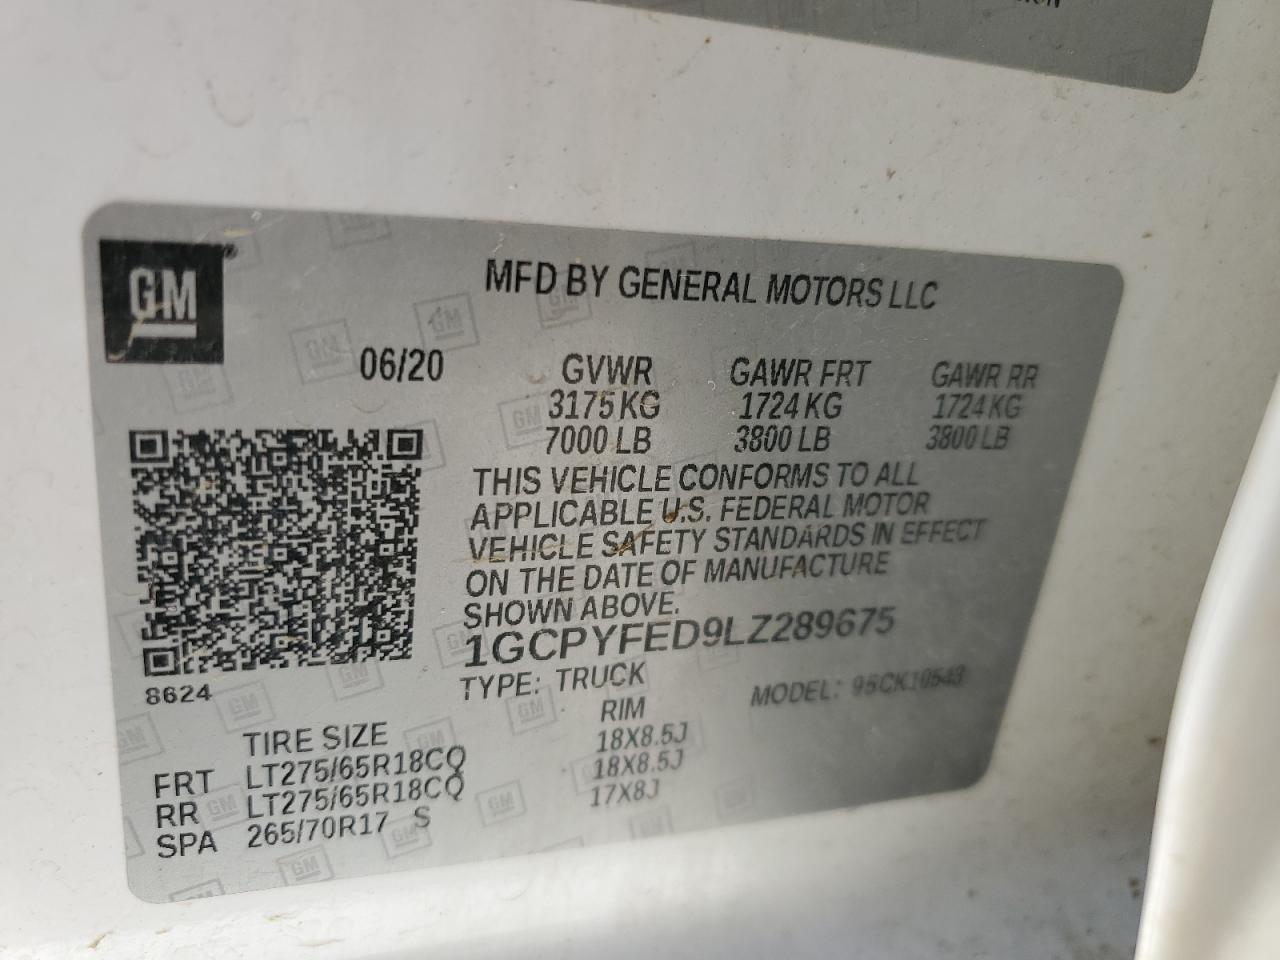 GM
MFD BY GENERAL MOTORS LLC
06/20 GVWR GAWR FRT GAWR RR
3175 KG 1724 KG 1724 KG
7000 LB 3800 LB 3800 LB
THIS VEHICLE CONFORMS TO ALL
APPLICABLE U.S. FEDERAL MOTOR
VEHICLE SAFETY STANDARDS IN EFFECT
ON THE DATE OF MANUFACTURE
SHOWN ABOVE.
1GCPYFED9LZ289675
8624
TYPE: TRUCK MODEL:
TIRE SIZE RIM
FRT LT275/65R18CQ 18X8.5J
RR LT275/65R18CQ 18X8.5J
SPA 265/70R17 S 17X8J